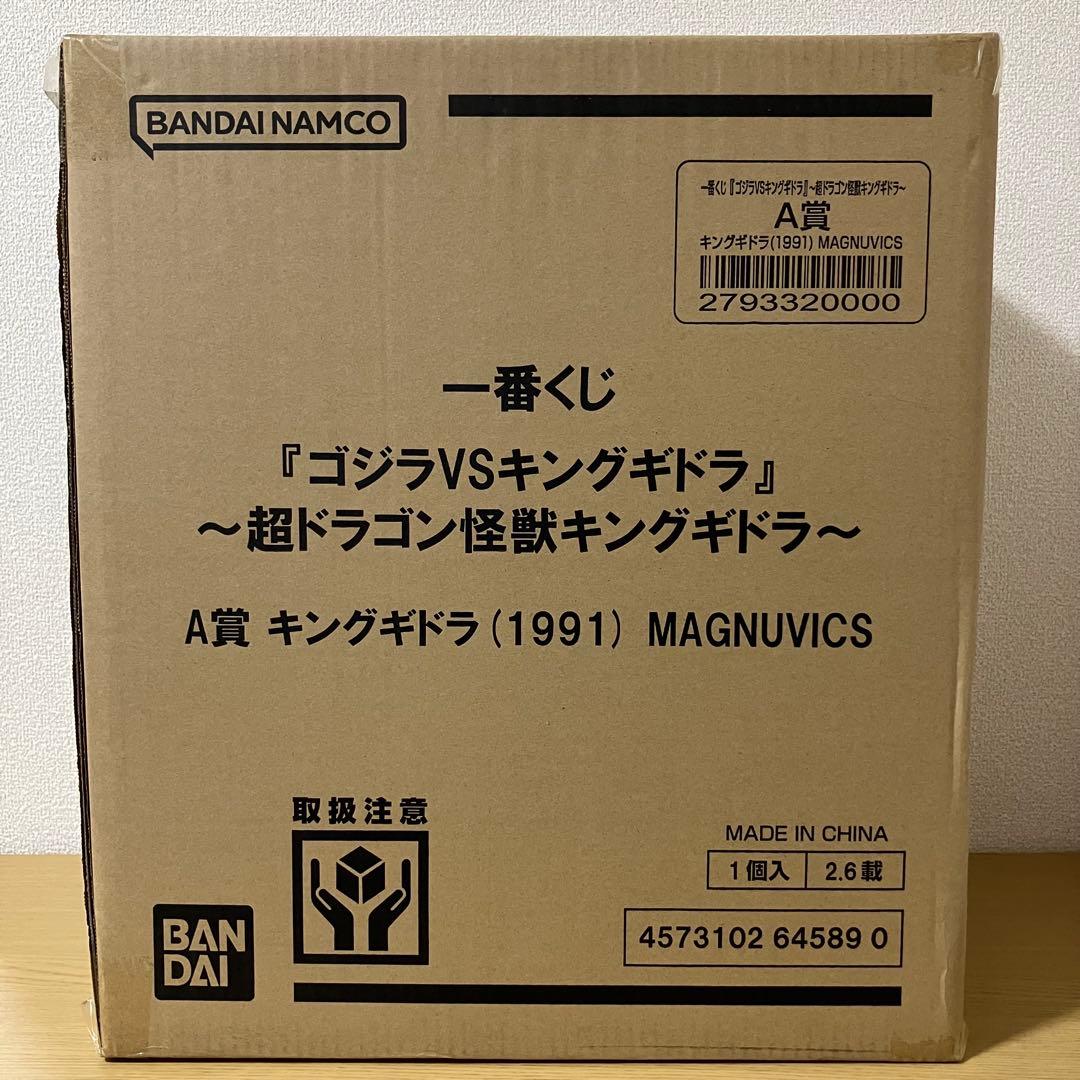 BANDAI NAMCO
一番くじ『ゴジラVSキングギドラ』~超ドラゴン怪獣キングギドラ~
A賞
キングギドラ(1991) MAGNUVICS
2793320000
一番くじ
『ゴジラVSキングギドラ』
~超ドラゴン怪獣キングギドラ~
A賞 キングギドラ(1991) MAGNUVICS
取扱注意
MADE IN CHINA
1個入 2.6載
BAN
DAI
4573102 64589 0